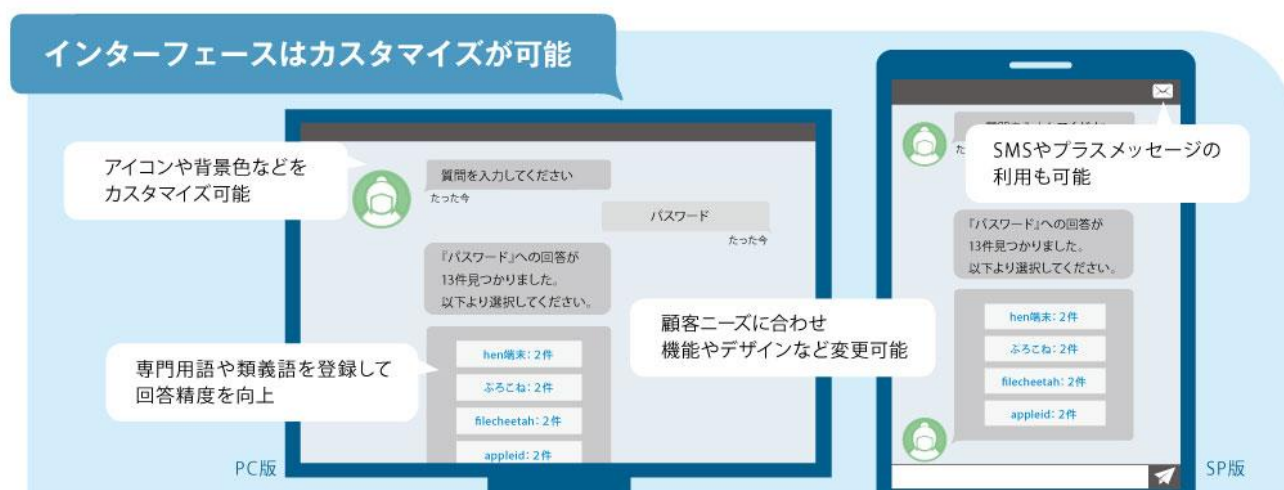 インターフェースはカスタマイズが可能
アイコンや背景色などを
カスタマイズ可能
質問を入力してください
たった今
パスワード
たった今
『パスワード』への回答が
13件見つかりました。
以下より選択してください。
専門用語や類義語を登録して
回答精度を向上
hen端末：2件
ぷろこね：2件
filecheetah：2件
appleid：2件
PC版
顧客ニーズに合わせ
機能やデザインなど変更可能
SMSやプラスメッセージの
利用も可能
た
『パスワード』への回答が
13件見つかりました。
以下より選択してください。
hen端末：2件
ぷろこね：2件
filecheetah：2件
appleid：2件
SP版